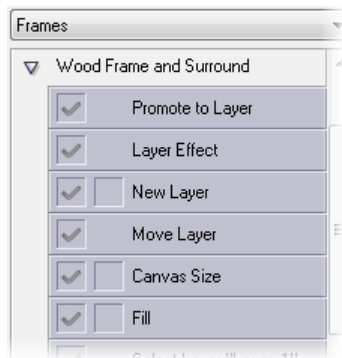 Frames
Wood Frame and Surround
Promote to Layer
Layer Effect
New Layer
Move Layer
Canvas Size
Fill